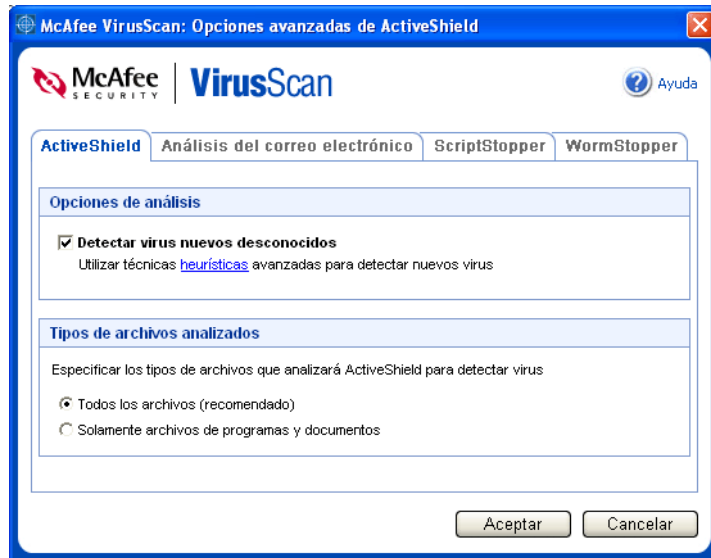 McAfee VirusScan: Opciones avanzadas de ActiveShield
McAfee SECURITY VirusScan
? Ayuda
ActiveShield Análisis del correo electrónico ScriptStopper WormStopper
Opciones de análisis
Detectar virus nuevos desconocidos
Utilizar técnicas heurísticas avanzadas para detectar nuevos virus
Tipos de archivos analizados
Especificar los tipos de archivos que analizará ActiveShield para detectar virus
Todos los archivos (recomendado)
Solamente archivos de programas y documentos
Aceptar Cancelar